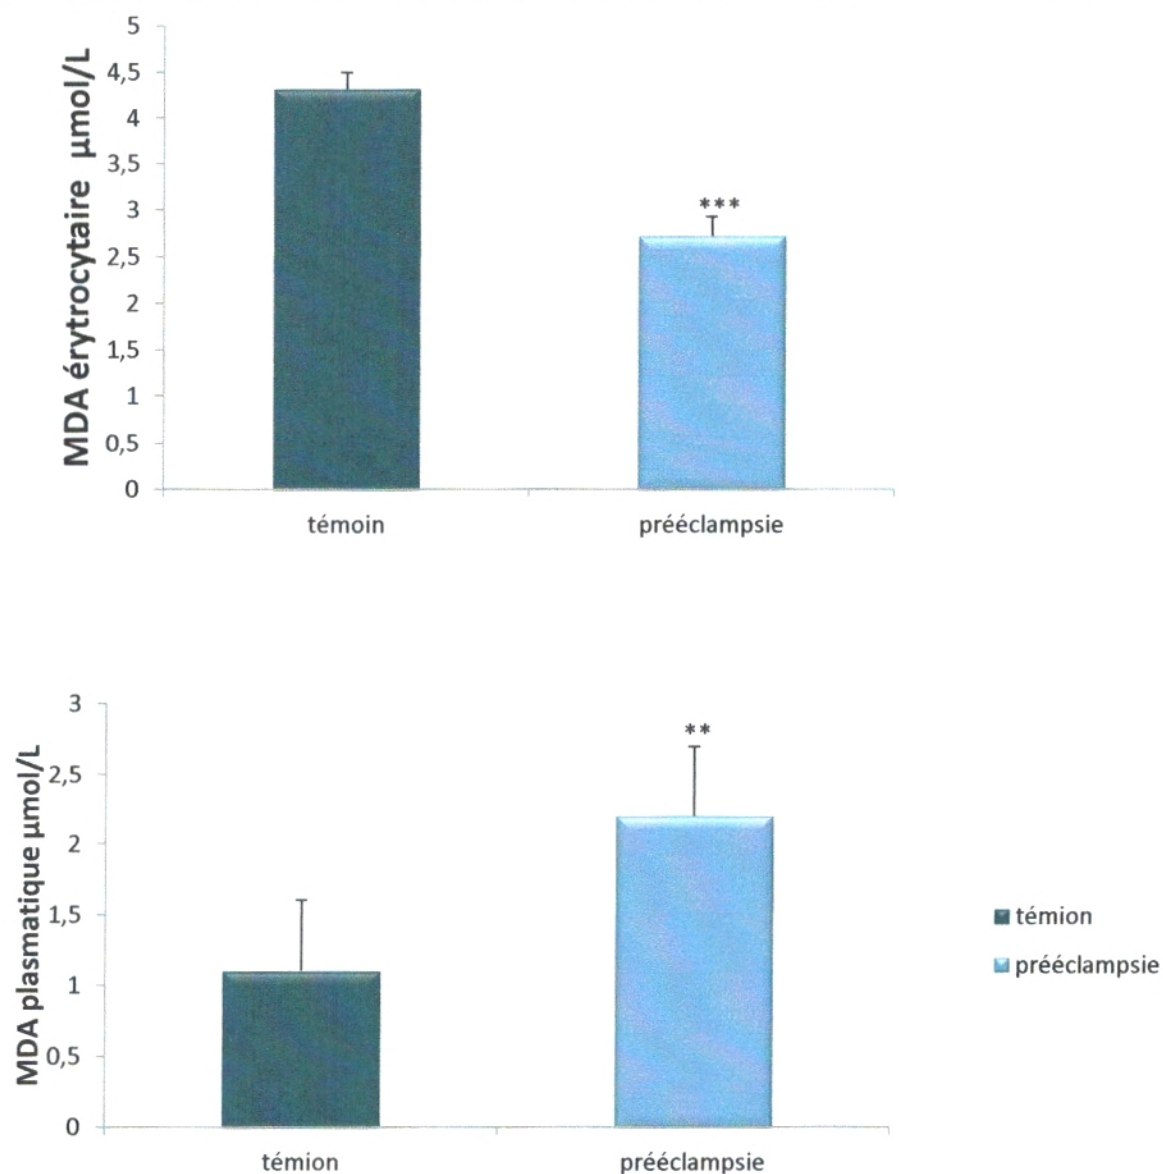 MDA érytrocytaire µmol/L
5
4,5
4
3,5
3
2,5
2
1,5
1
0,5
0
***
témoin
prééclampsie
MDA plasmatique µmol/L
3
2,5
2
1,5
1
0,5
0
**
témion
prééclampsie
témion
prééclampsie